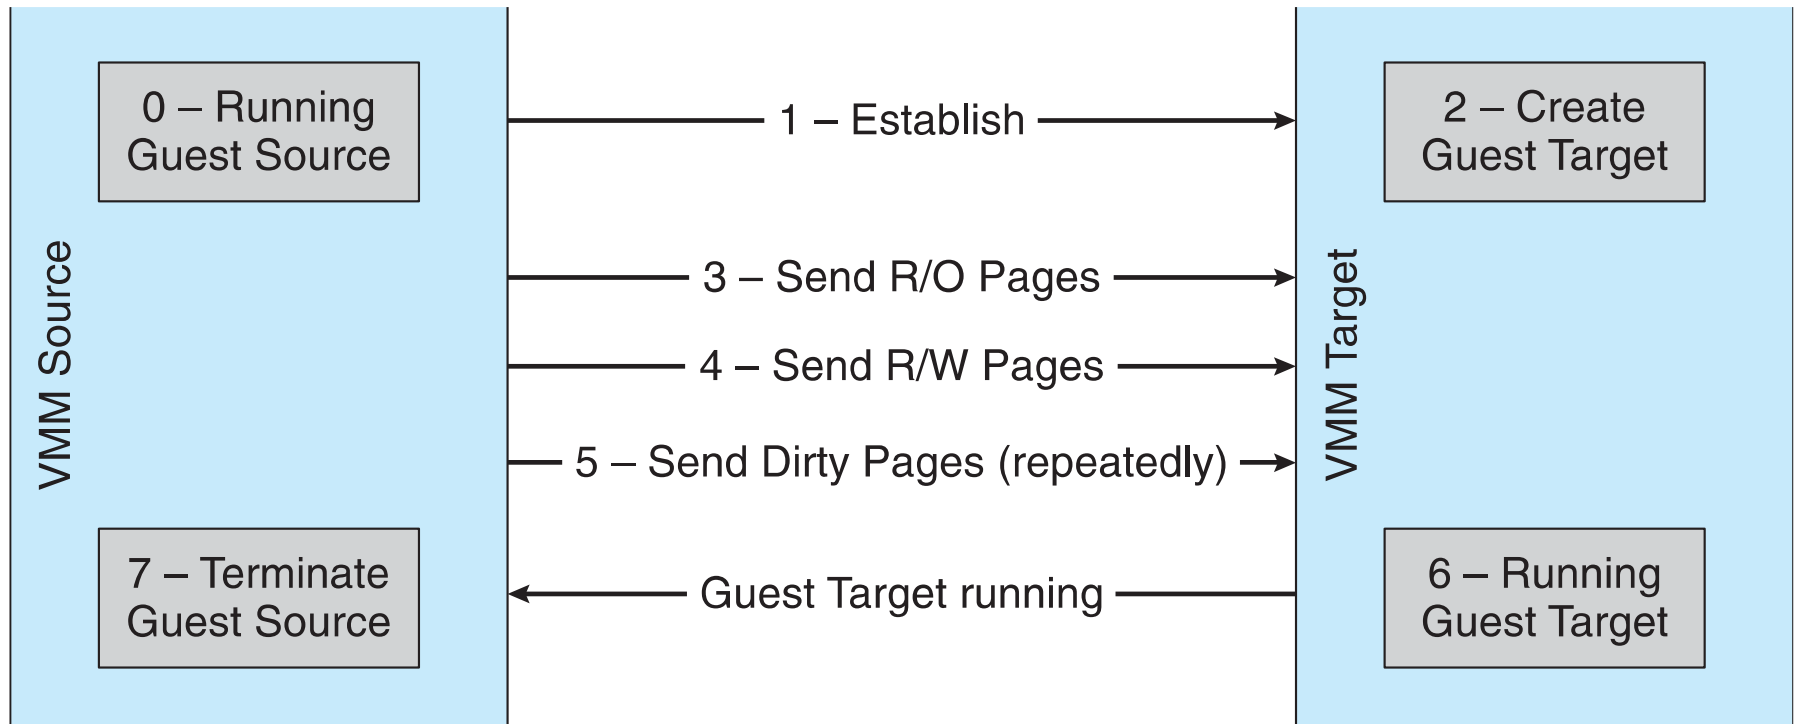 0 – Running
Guest Source
1 – Establish
2 – Create
Guest Target
VMM Source
3 – Send R/O Pages
4 – Send R/W Pages
5 – Send Dirty Pages (repeatedly)
VMM Target
7 – Terminate
Guest Source
Guest Target running
6 – Running
Guest Target